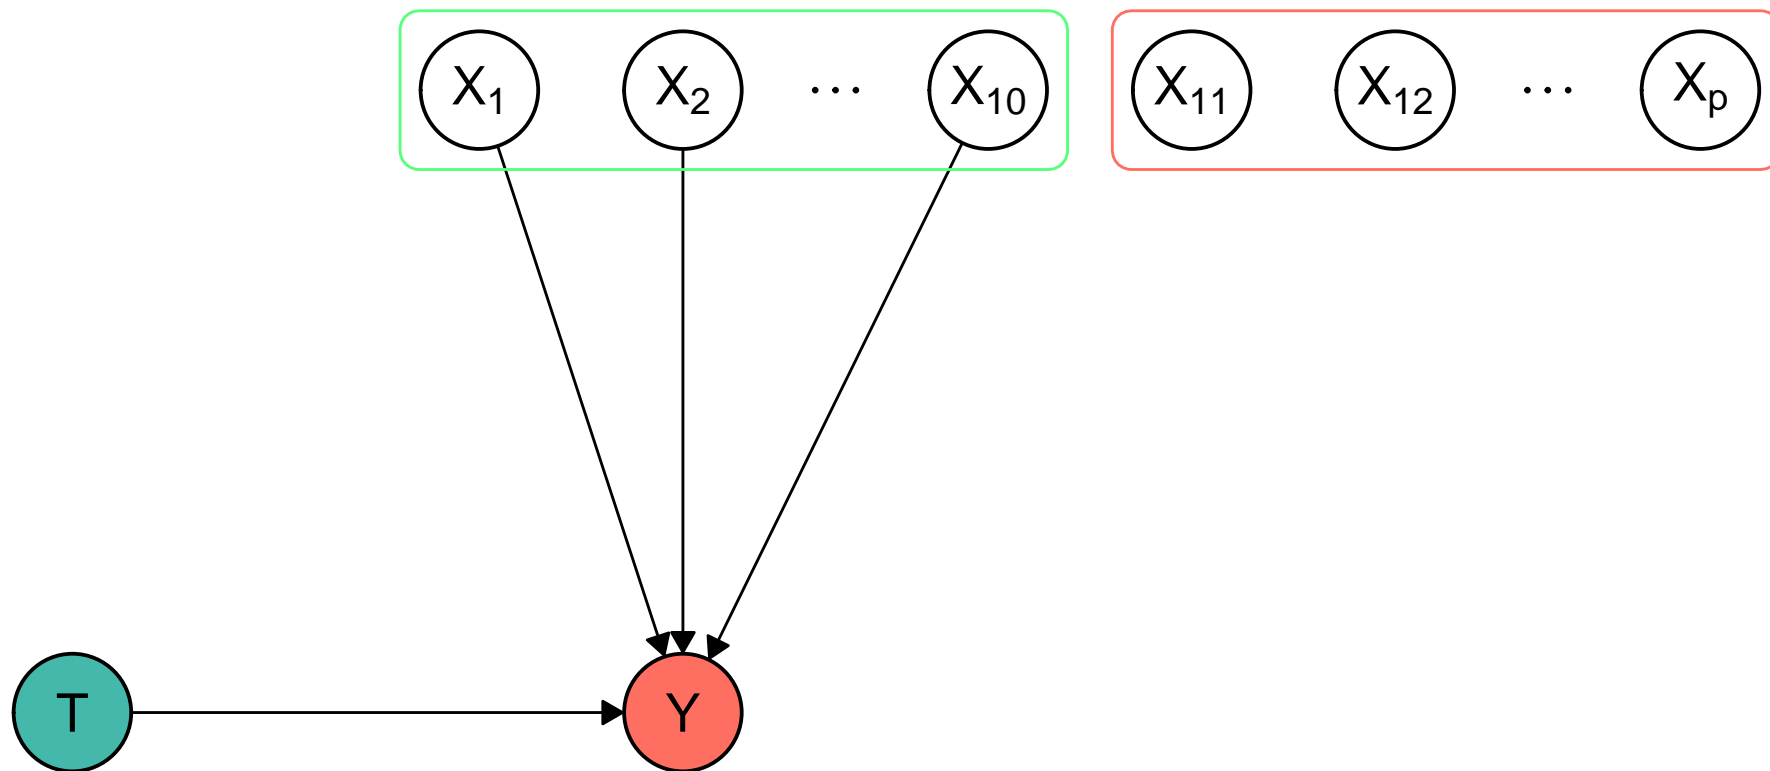 X₁ X₂ ⋯ X₁₀ X₁₁ X₁₂ ⋯ Xₚ
T Y